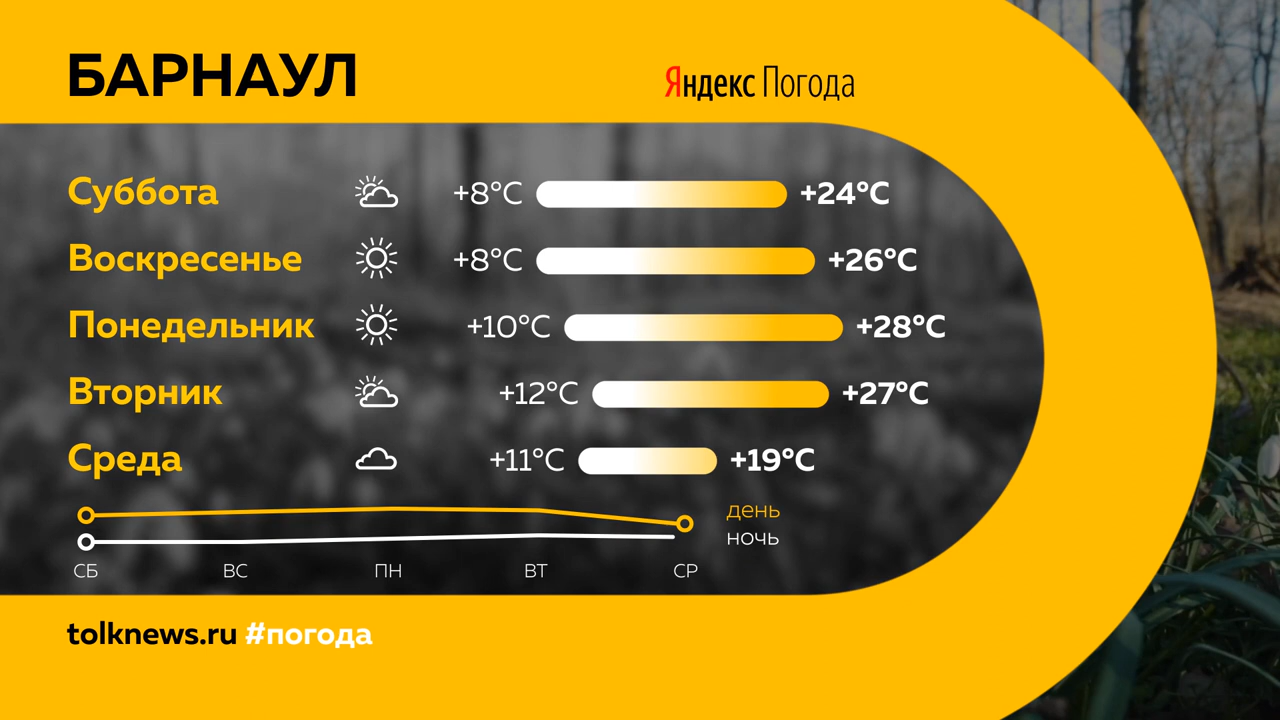 БАРНАУЛ
Яндекс Погода
Суббота +8°C +24°C
Воскресенье +8°C +26°C
Понедельник +10°C +28°C
Вторник +12°C +27°C
Среда +11°C +19°C
день
ночь
СБ ВС ПН ВТ СР
tolknews.ru #погода